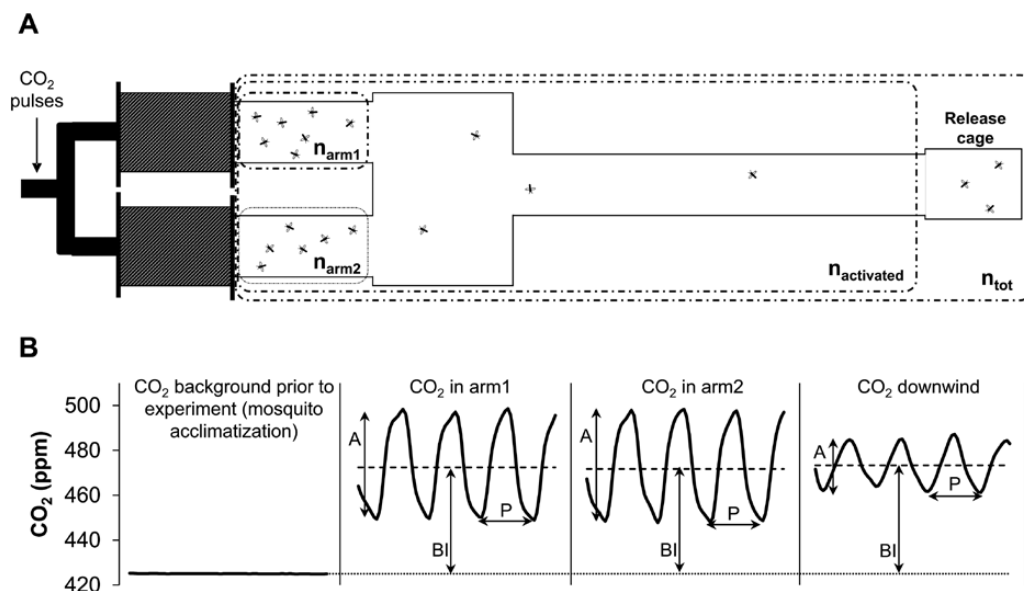 A
CO2
pulses
Release
cage
narm1
narm2
nactivated
ntot
B
CO2 background prior to
experiment (mosquito
acclimatization)
CO2 in arm1
CO2 in arm2
CO2 downwind
CO2 (ppm)
500
480
460
440
420
A
P
BI
A
P
BI
A
P
BI